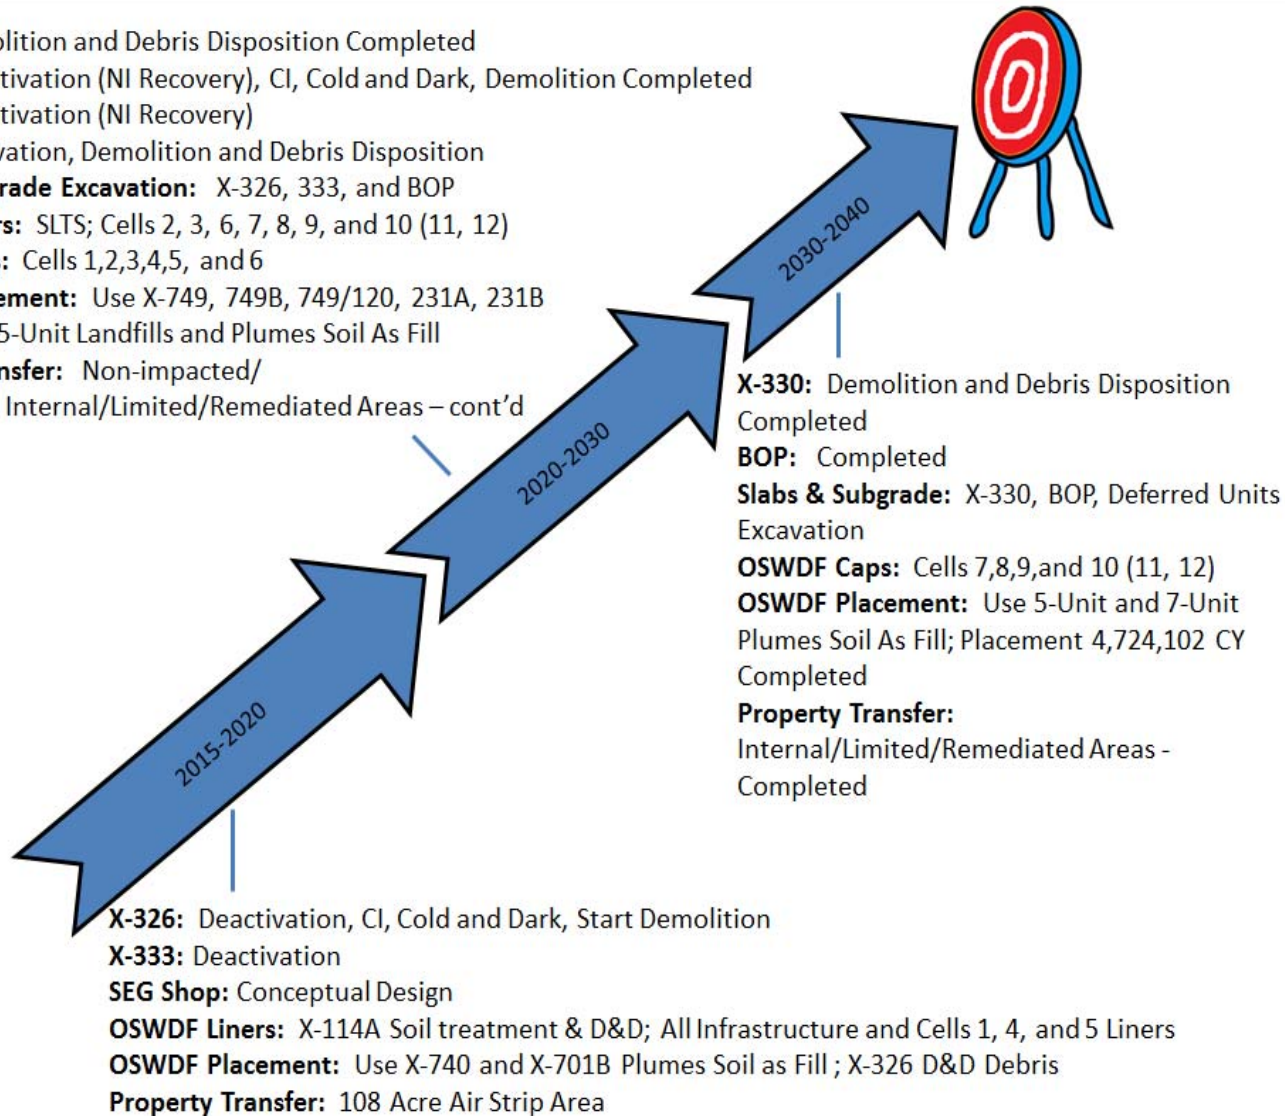 olition and Debris Disposition Completed
tivation (NI Recovery), CI, Cold and Dark, Demolition Completed
tivation (NI Recovery)
vation, Demolition and Debris Disposition
rade Excavation: X-326, 333, and BOP
rs: SLTS; Cells 2, 3, 6, 7, 8, 9, and 10 (11, 12)
: Cells 1,2,3,4,5, and 6
ement: Use X-749, 749B, 749/120, 231A, 231B
5-Unit Landfills and Plumes Soil As Fill
nsfer: Non-impacted/
Internal/Limited/Remediated Areas – cont’d
2030-2040
2020-2030
2015-2020
X-330: Demolition and Debris Disposition
Completed
BOP: Completed
Slabs & Subgrade: X-330, BOP, Deferred Units
Excavation
OSWDF Caps: Cells 7,8,9,and 10 (11, 12)
OSWDF Placement: Use 5-Unit and 7-Unit
Plumes Soil As Fill; Placement 4,724,102 CY
Completed
Property Transfer:
Internal/Limited/Remediated Areas -
Completed
X-326: Deactivation, CI, Cold and Dark, Start Demolition
X-333: Deactivation
SEG Shop: Conceptual Design
OSWDF Liners: X-114A Soil treatment & D&D; All Infrastructure and Cells 1, 4, and 5 Liners
OSWDF Placement: Use X-740 and X-701B Plumes Soil as Fill ; X-326 D&D Debris
Property Transfer: 108 Acre Air Strip Area